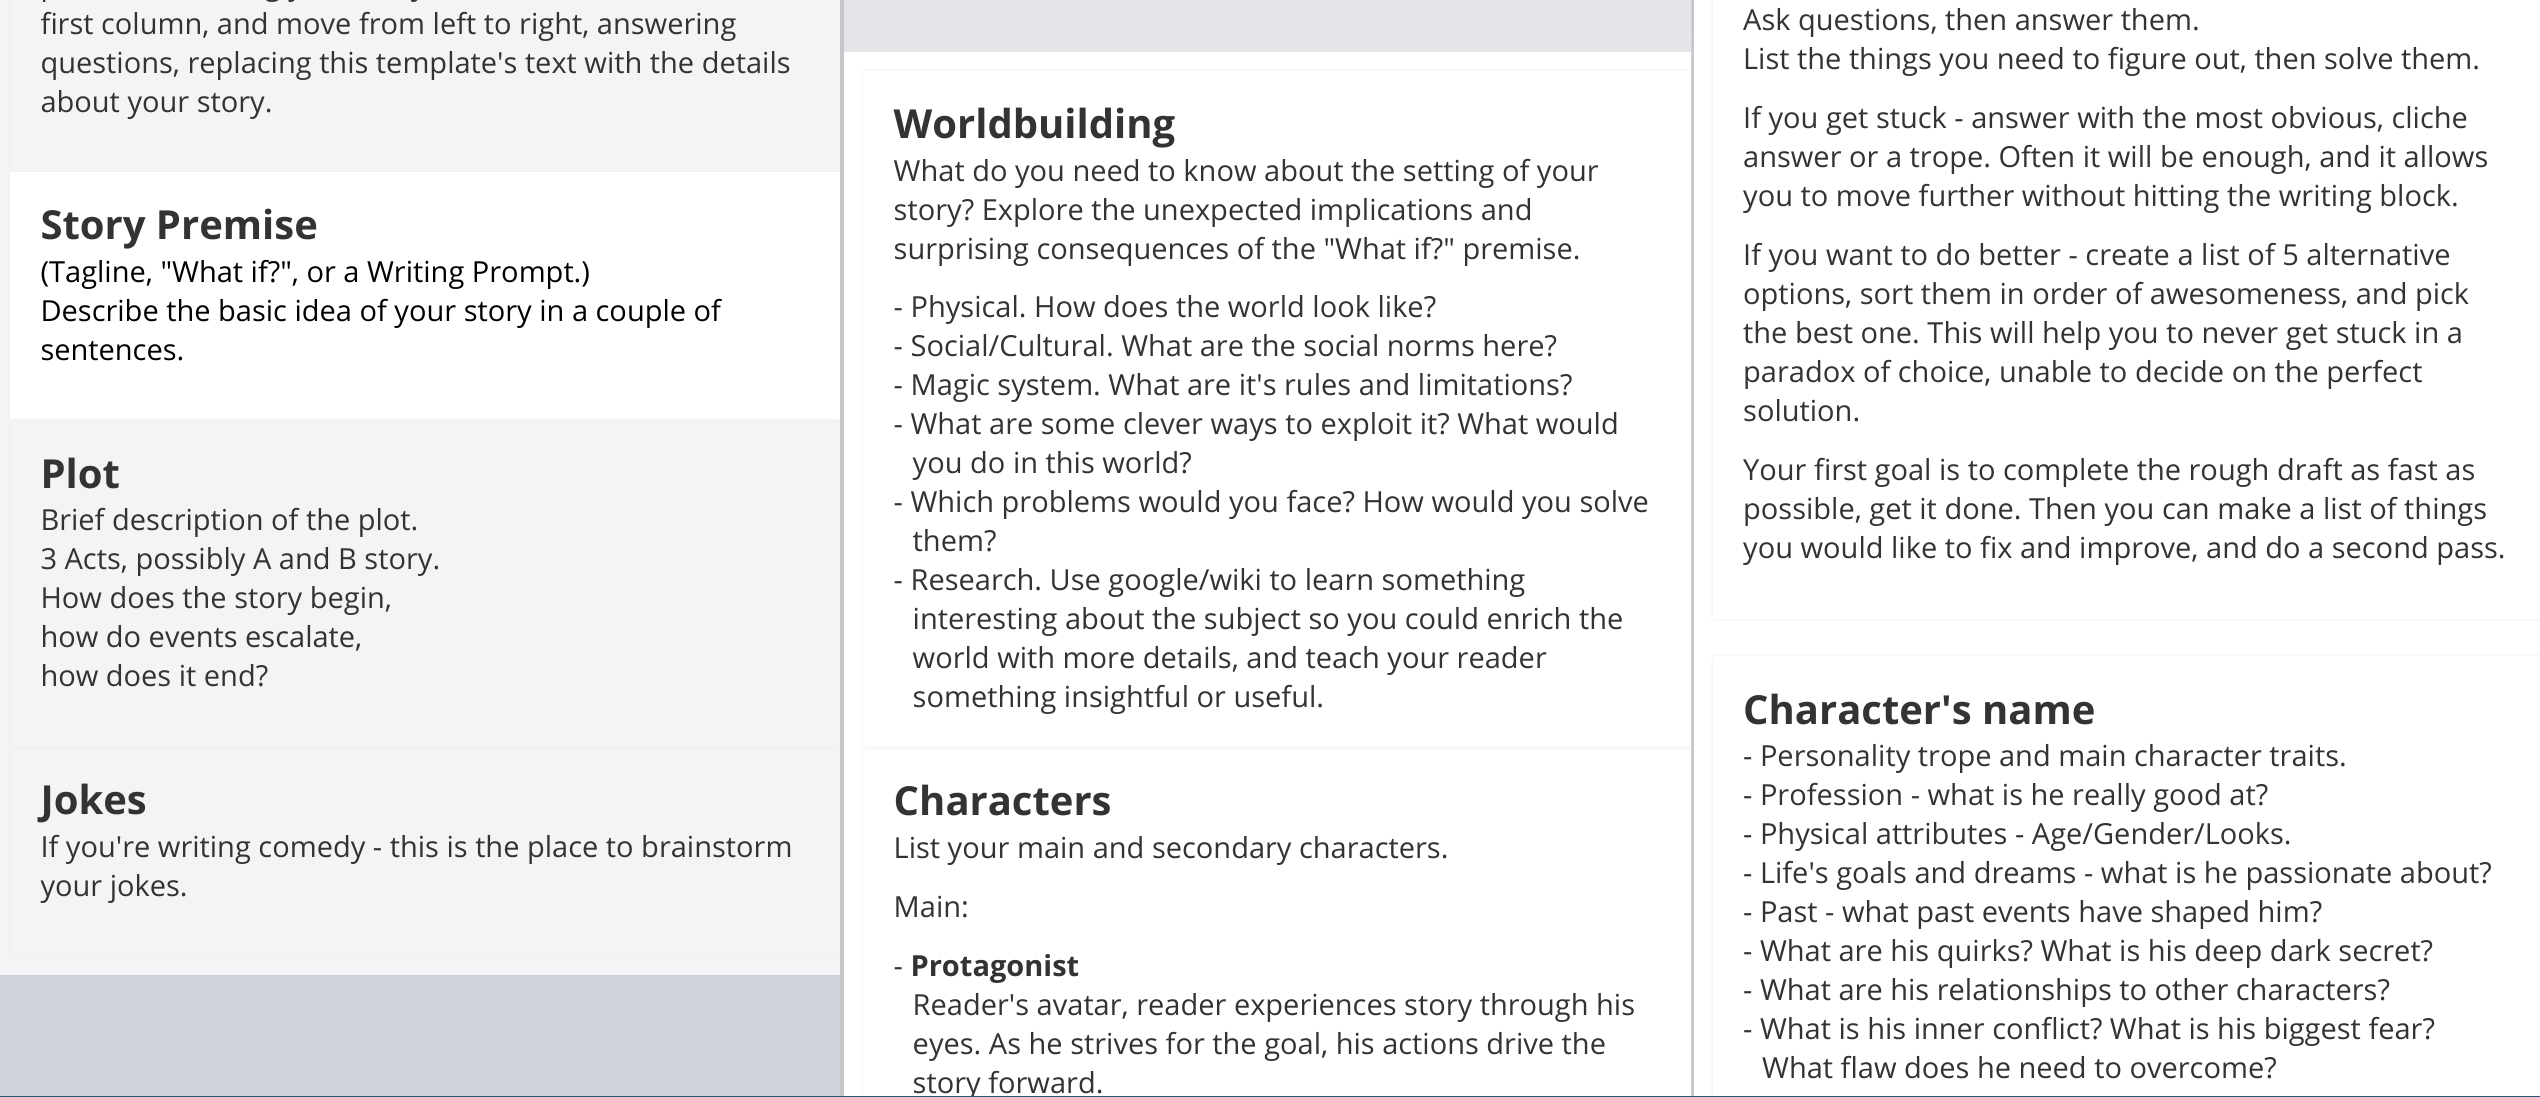 first column, and move from left to right, answering
questions, replacing this template's text with the details
about your story.
Story Premise
(Tagline, "What if?", or a Writing Prompt.)
Describe the basic idea of your story in a couple of
sentences.
Plot
Brief description of the plot.
3 Acts, possibly A and B story.
How does the story begin,
how do events escalate,
how does it end?
Jokes
If you're writing comedy - this is the place to brainstorm
your jokes.
Worldbuilding
What do you need to know about the setting of your
story? Explore the unexpected implications and
surprising consequences of the "What if?" premise.
- Physical. How does the world look like?
- Social/Cultural. What are the social norms here?
- Magic system. What are it's rules and limitations?
- What are some clever ways to exploit it? What would
you do in this world?
- Which problems would you face? How would you solve
them?
- Research. Use google/wiki to learn something
interesting about the subject so you could enrich the
world with more details, and teach your reader
something insightful or useful.
Characters
List your main and secondary characters.
Main:
- Protagonist
Reader's avatar, reader experiences story through his
eyes. As he strives for the goal, his actions drive the
story forward.
Ask questions, then answer them.
List the things you need to figure out, then solve them.
If you get stuck - answer with the most obvious, cliche
answer or a trope. Often it will be enough, and it allows
you to move further without hitting the writing block.
If you want to do better - create a list of 5 alternative
options, sort them in order of awesomeness, and pick
the best one. This will help you to never get stuck in a
paradox of choice, unable to decide on the perfect
solution.
Your first goal is to complete the rough draft as fast as
possible, get it done. Then you can make a list of things
you would like to fix and improve, and do a second pass.
Character's name
- Personality trope and main character traits.
- Profession - what is he really good at?
- Physical attributes - Age/Gender/Looks.
- Life's goals and dreams - what is he passionate about?
- Past - what past events have shaped him?
- What are his quirks? What is his deep dark secret?
- What are his relationships to other characters?
- What is his inner conflict? What is his biggest fear?
What flaw does he need to overcome?